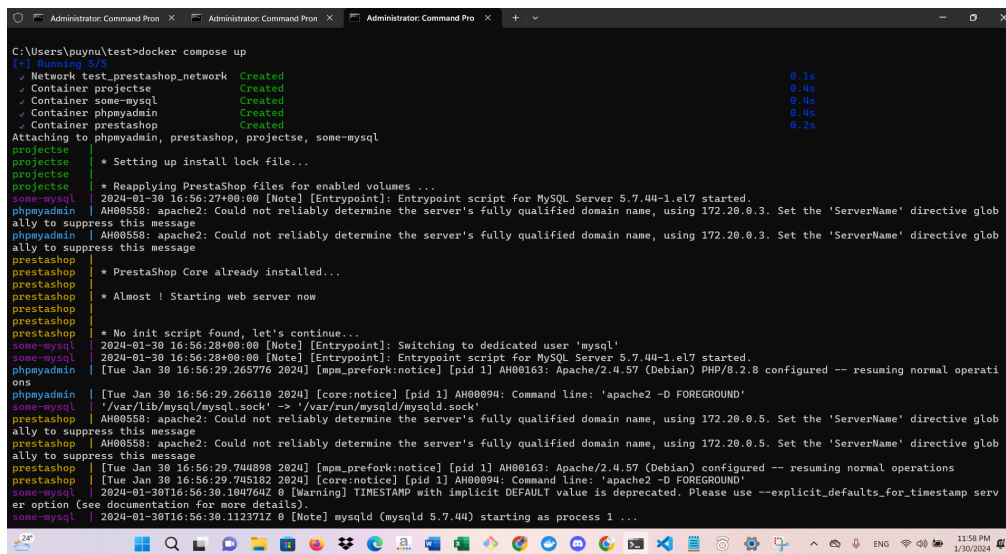 Administrator: Command Pron × Administrator: Command Pron × Administrator: Command Pro ×
C:\Users\puynu\test>docker compose up
[+] Running 5/5
✓ Network test_prestashop_network Created 0.1s
✓ Container projectse Created 0.4s
✓ Container some-mysql Created 0.4s
✓ Container phpmyadmin Created 0.4s
✓ Container prestashop Created 0.2s
Attaching to phpmyadmin, prestashop, projectse, some-mysql
projectse |
projectse | * Setting up install lock file...
projectse |
projectse | * Reapplying PrestaShop files for enabled volumes ...
some-mysql | 2024-01-30 16:56:27+00:00 [Note] [Entrypoint]: Entrypoint script for MySQL Server 5.7.44-1.el7 started.
phpmyadmin | AH00558: apache2: Could not reliably determine the server's fully qualified domain name, using 172.20.0.3. Set the 'ServerName' directive glob
ally to suppress this message
phpmyadmin | AH00558: apache2: Could not reliably determine the server's fully qualified domain name, using 172.20.0.3. Set the 'ServerName' directive glob
ally to suppress this message
prestashop |
prestashop | * PrestaShop Core already installed...
prestashop |
prestashop | * Almost ! Starting web server now
prestashop |
prestashop |
prestashop | * No init script found, let's continue...
some-mysql | 2024-01-30 16:56:28+00:00 [Note] [Entrypoint]: Switching to dedicated user 'mysql'
some-mysql | 2024-01-30 16:56:28+00:00 [Note] [Entrypoint]: Entrypoint script for MySQL Server 5.7.44-1.el7 started.
phpmyadmin | [Tue Jan 30 16:56:29.265776 2024] [mpm_prefork:notice] [pid 1] AH00163: Apache/2.4.57 (Debian) PHP/8.2.8 configured -- resuming normal operati
ons
phpmyadmin | [Tue Jan 30 16:56:29.266110 2024] [core:notice] [pid 1] AH00094: Command line: 'apache2 -D FOREGROUND'
some-mysql | '/var/lib/mysql/mysql.sock' -> '/var/run/mysqld/mysqld.sock'
prestashop | AH00558: apache2: Could not reliably determine the server's fully qualified domain name, using 172.20.0.5. Set the 'ServerName' directive glob
ally to suppress this message
prestashop | AH00558: apache2: Could not reliably determine the server's fully qualified domain name, using 172.20.0.5. Set the 'ServerName' directive glob
ally to suppress this message
prestashop | [Tue Jan 30 16:56:29.744898 2024] [mpm_prefork:notice] [pid 1] AH00163: Apache/2.4.57 (Debian) configured -- resuming normal operations
prestashop | [Tue Jan 30 16:56:29.745182 2024] [core:notice] [pid 1] AH00094: Command line: 'apache2 -D FOREGROUND'
some-mysql | 2024-01-30T16:56:30.104764Z 0 [Warning] TIMESTAMP with implicit DEFAULT value is deprecated. Please use --explicit_defaults_for_timestamp serv
er option (see documentation for more details).
some-mysql | 2024-01-30T16:56:30.112371Z 0 [Note] mysqld (mysqld 5.7.44) starting as process 1 ...
24°
ENG
11:58 PM
1/30/2024